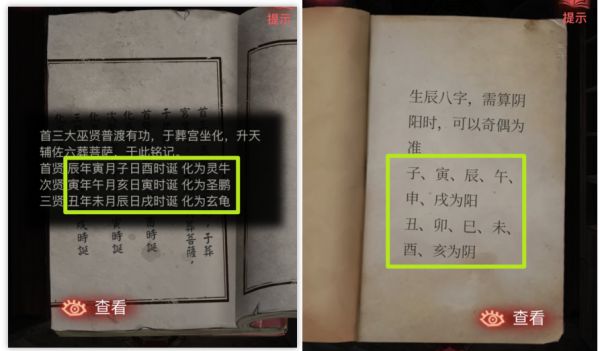 提示
首三大巫贤普渡有功，于葬宫坐化，升天
辅佐六葬菩萨，于此铭记。
首贤 辰年寅月子日酉时诞 化为灵牛
次贤 寅年午月亥日寅时诞 化为圣鹏
三贤 丑年未月辰日戌时诞 化为玄龟
查看
提示
生辰八字，需算阴
阳时，可以奇偶为
准
子、寅、辰、午、
申、戌为阳
丑、卯、巳、未、
酉、亥为阴
查看